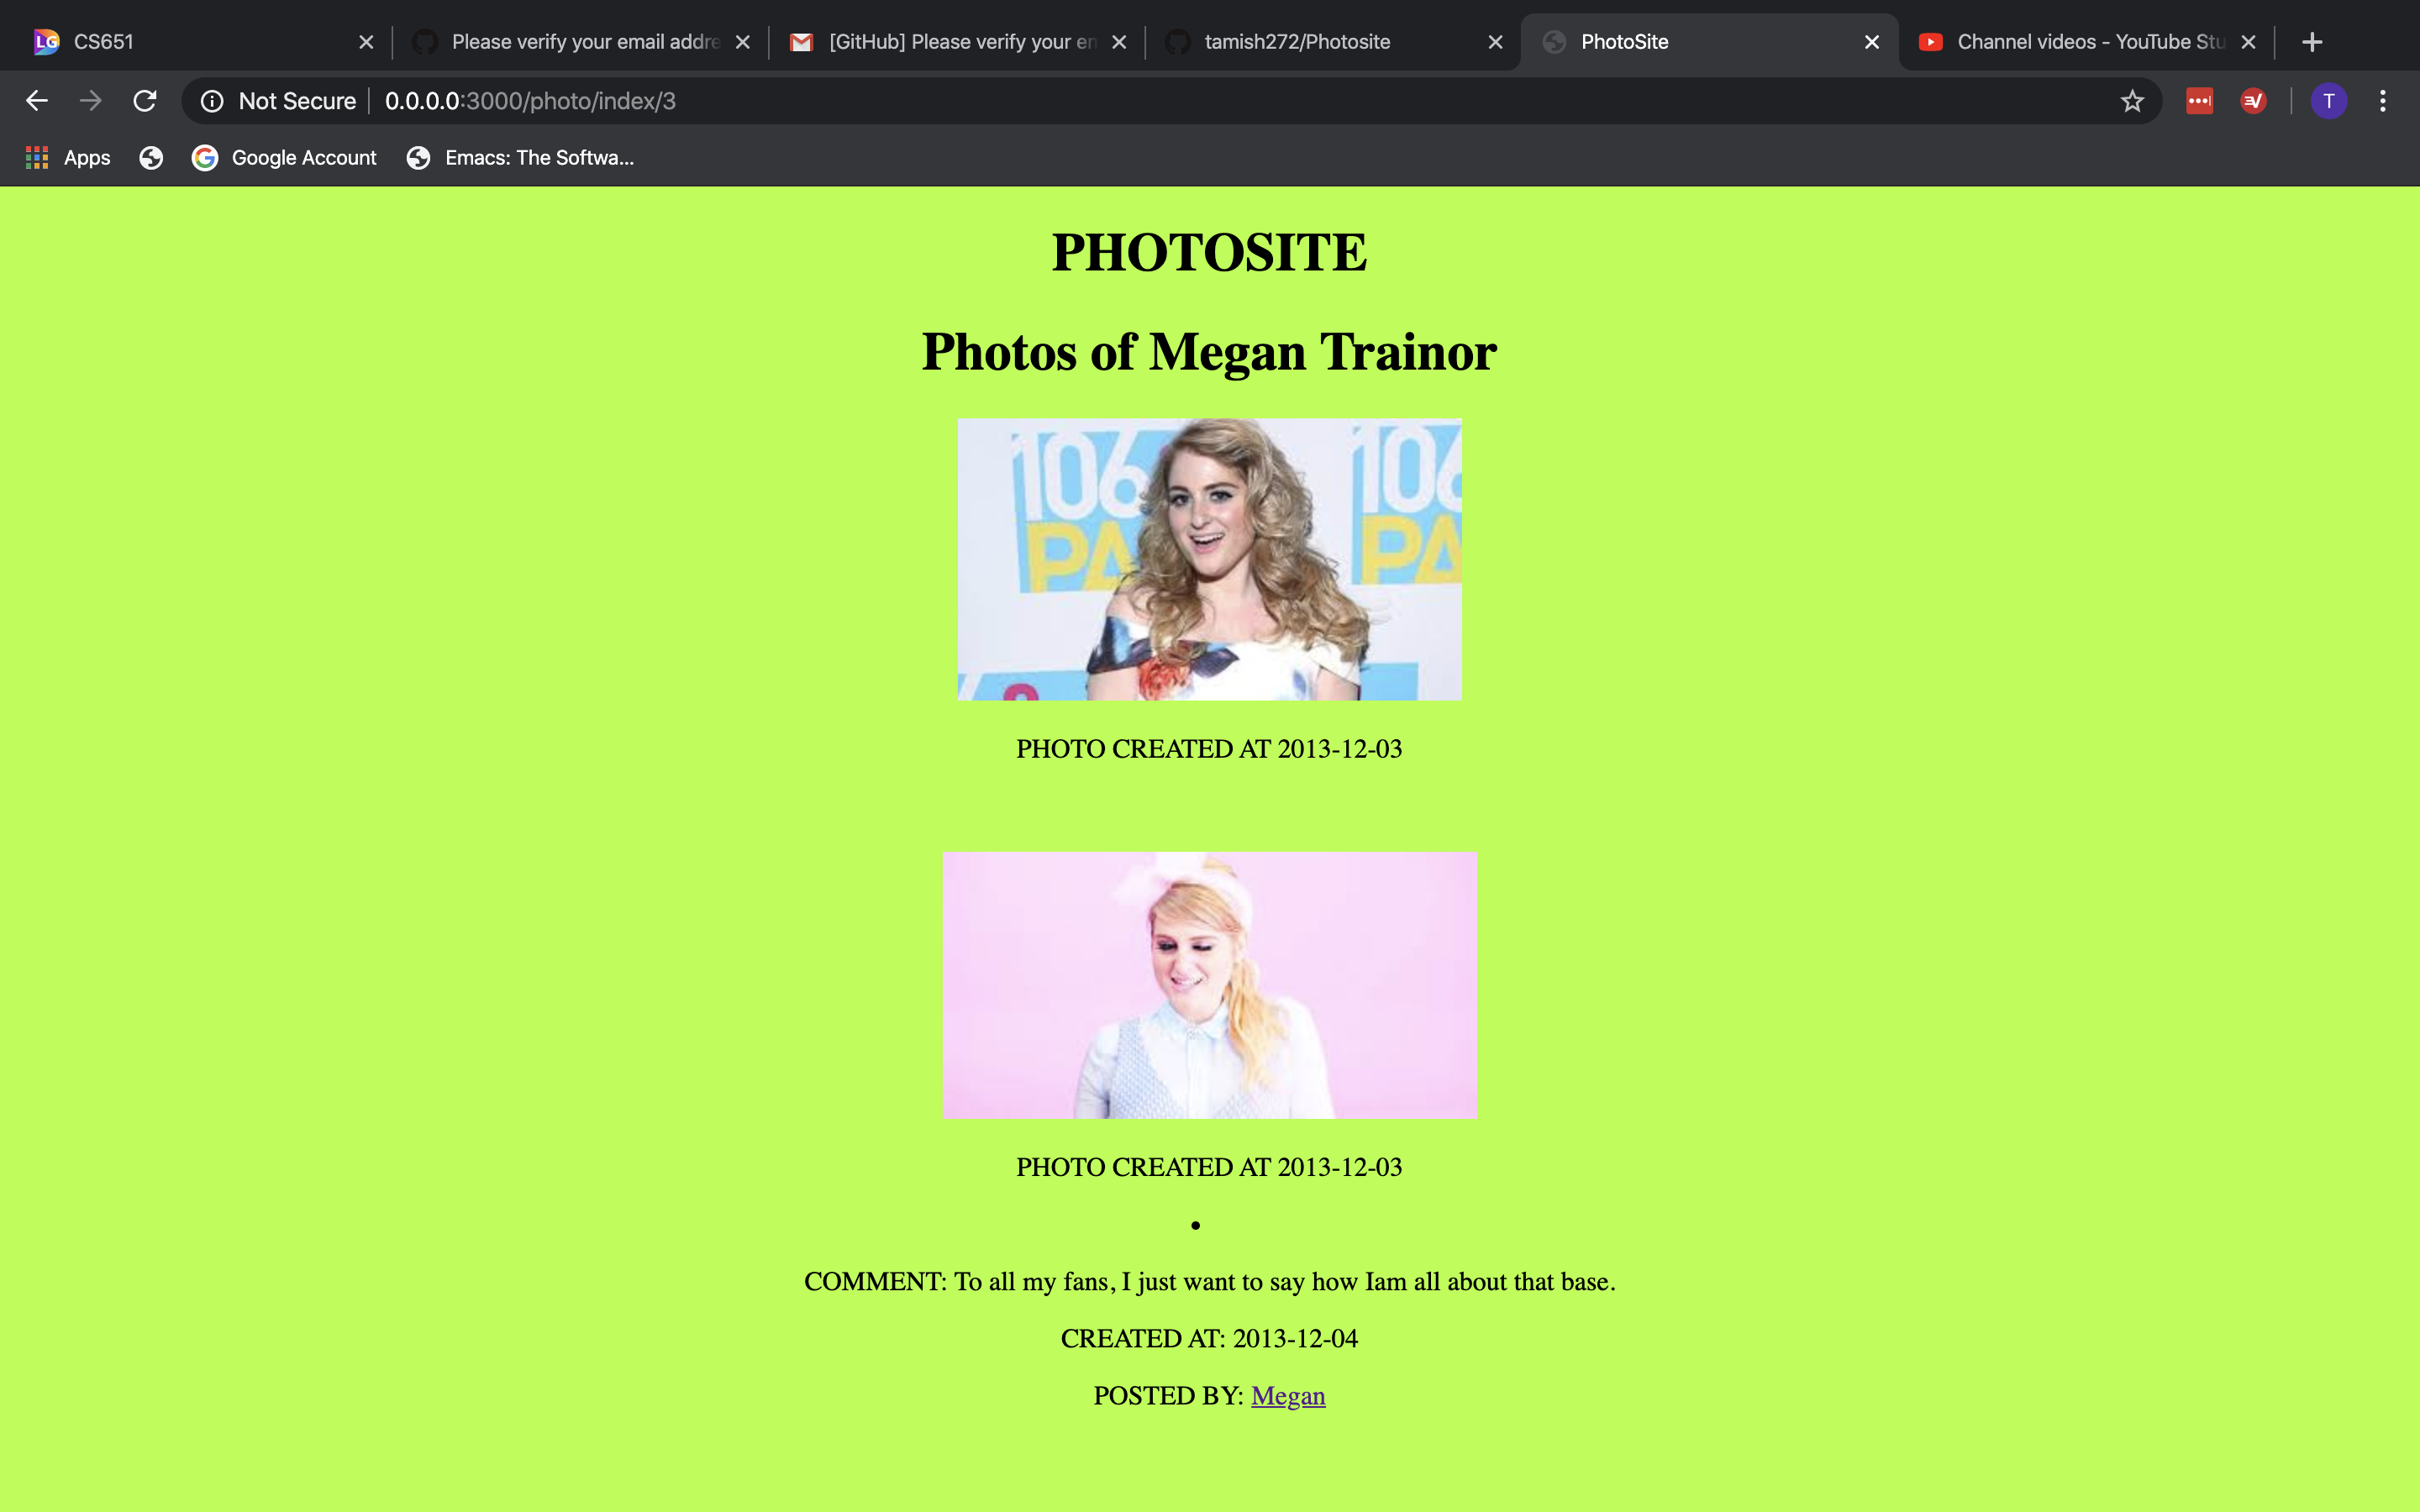 LG CS651
Please verify your email addre
[GitHub] Please verify your en
tamish272/Photosite
PhotoSite
Channel videos - YouTube Stu
Not Secure 0.0.0.0:3000/photo/index/3
T
Apps
Google Account
Emacs: The Softwa...
PHOTOSITE
Photos of Megan Trainor
106 106
PA PA
PHOTO CREATED AT 2013-12-03
PHOTO CREATED AT 2013-12-03
COMMENT: To all my fans, I just want to say how Iam all about that base.
CREATED AT: 2013-12-04
POSTED BY: Megan